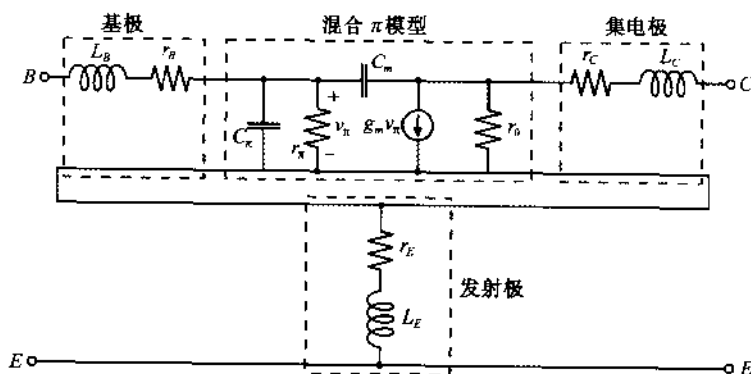 基极
混合 π 模型
集电极
B
L_B
r_B
C_m
r_C
L_C
C
C_π
r_π
+
v_π
−
g_m v_π
r_0
r_E
L_E
发射极
E
E